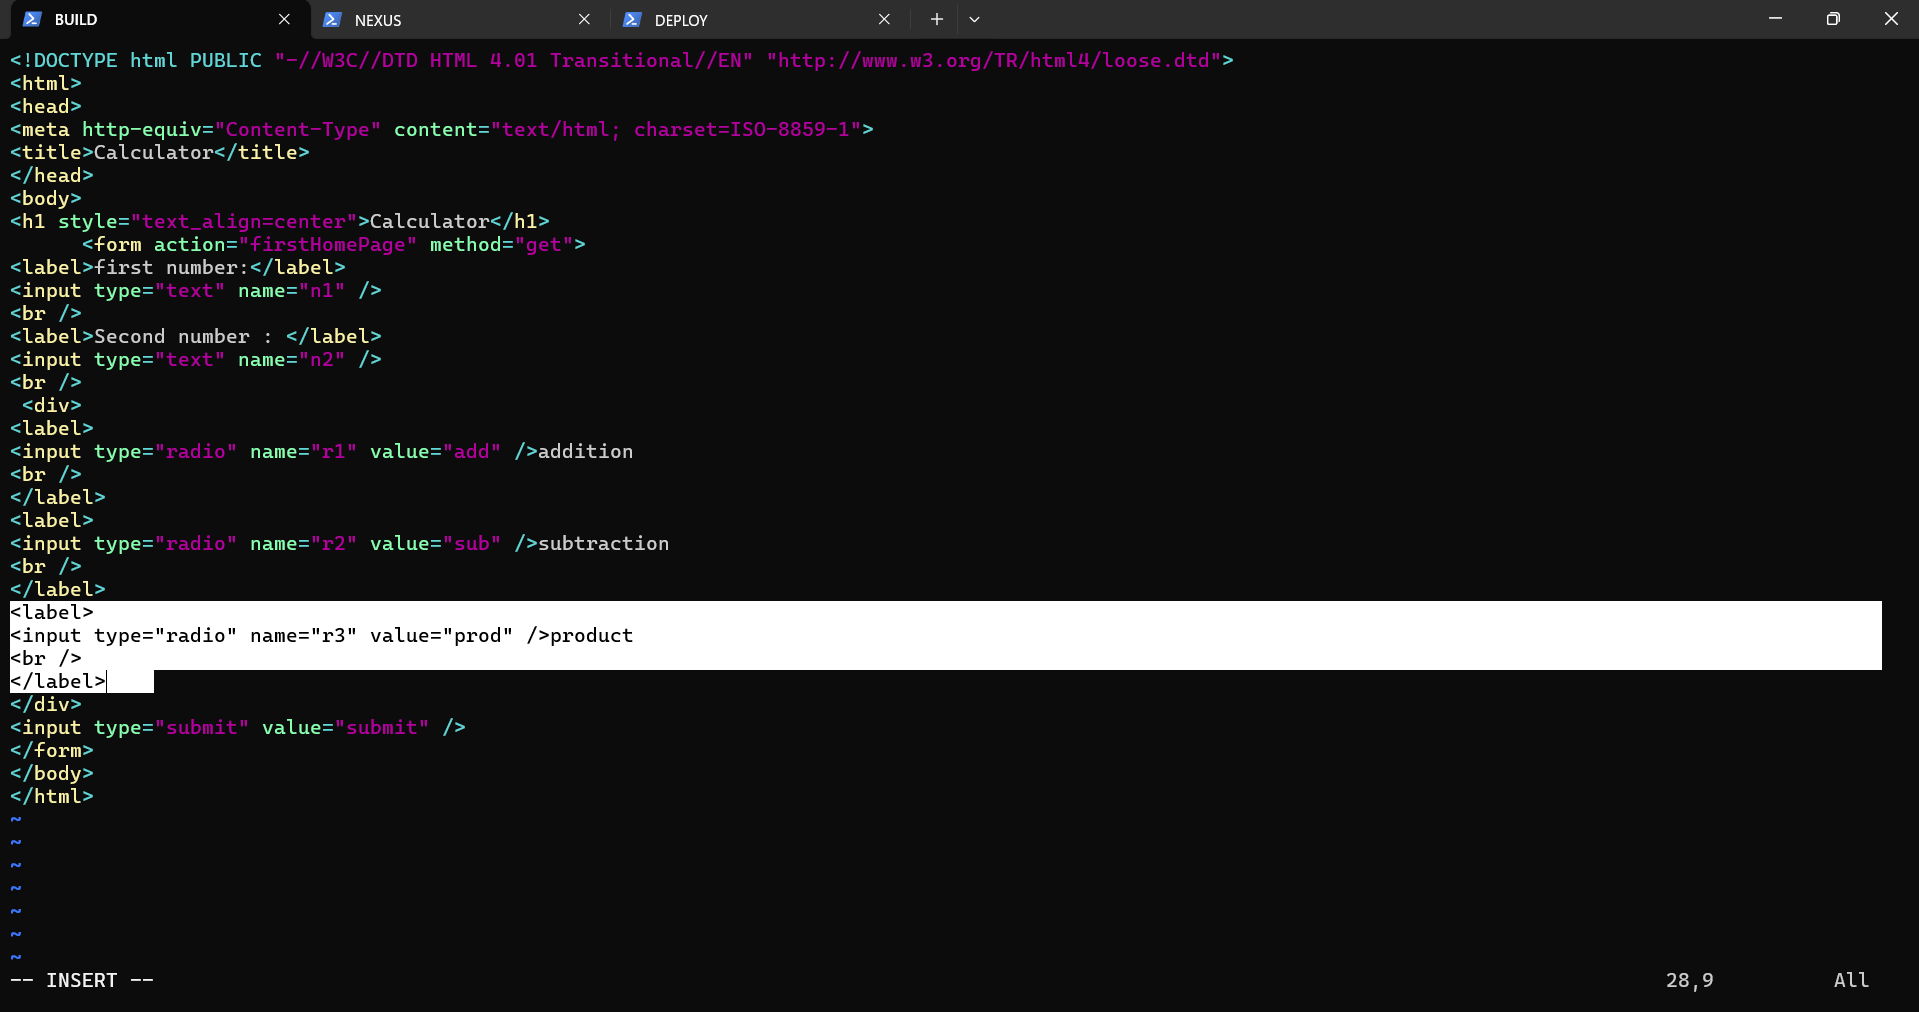 BUILD NEXUS DEPLOY
<!DOCTYPE html PUBLIC "-//W3C//DTD HTML 4.01 Transitional//EN" "http://www.w3.org/TR/html4/loose.dtd">
<html>
<head>
<meta http-equiv="Content-Type" content="text/html; charset=ISO-8859-1">
<title>Calculator</title>
</head>
<body>
<h1 style="text_align=center">Calculator</h1>
      <form action="firstHomePage" method="get">
<label>first number:</label>
<input type="text" name="n1" />
<br />
<label>Second number : </label>
<input type="text" name="n2" />
<br />
 <div>
<label>
<input type="radio" name="r1" value="add" />addition
<br />
</label>
<label>
<input type="radio" name="r2" value="sub" />subtraction
<br />
</label>
<label>
<input type="radio" name="r3" value="prod" />product
<br />
</label>
</div>
<input type="submit" value="submit" />
</form>
</body>
</html>
~
~
~
~
~
~
~
-- INSERT -- 28,9 All